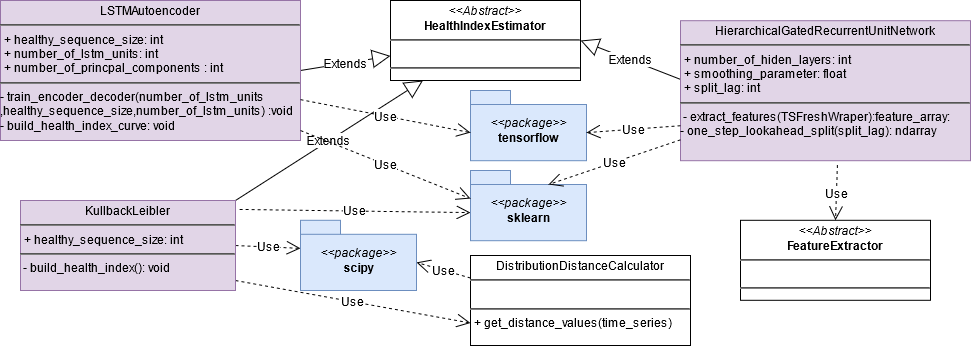 LSTMAutoencoder
+ healthy_sequence_size: int
+ number_of_lstm_units: int
+ number_of_princpal_components : int
- train_encoder_decoder(number_of_lstm_units
,healthy_sequence_size,number_of_lstm_units) :void
- build_health_index_curve: void
<<Abstract>>
HealthIndexEstimator
HierarchicalGatedRecurrentUnitNetwork
+ number_of_hiden_layers: int
+ smoothing_parameter: float
+ split_lag: int
- extract_features(TSFreshWraper):feature_array:
- one_step_lookahead_split(split_lag): ndarray
Extends
Extends
Extends
Use
Use
Use
Use
Use
Use
Use
Use
Use
<<package>>
tensorflow
<<package>>
sklearn
KullbackLeibler
+ healthy_sequence_size: int
- build_health_index(): void
<<package>>
scipy
DistributionDistanceCalculator
+ get_distance_values(time_series)
<<Abstract>>
FeatureExtractor